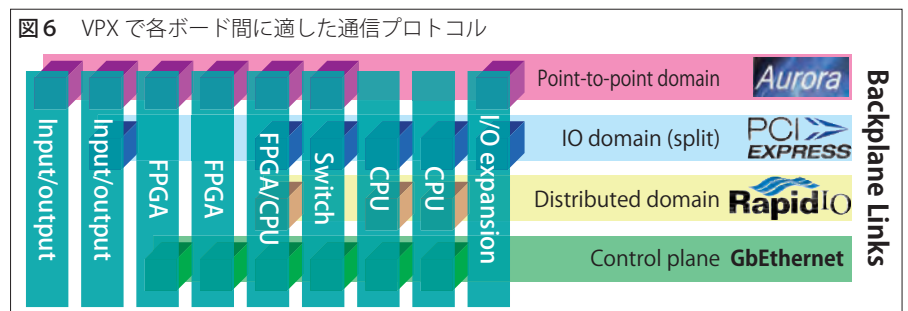 図6 VPX で各ボード間に適した通信プロトコル
Point-to-point domain Aurora
IO domain (split) PCI EXPRESS
Distributed domain RapidIO
Control plane GbEthernet
Backplane Links
Input/output
Input/output
FPGA
FPGA
FPGA/CPU
Switch
CPU
CPU
I/O expansion